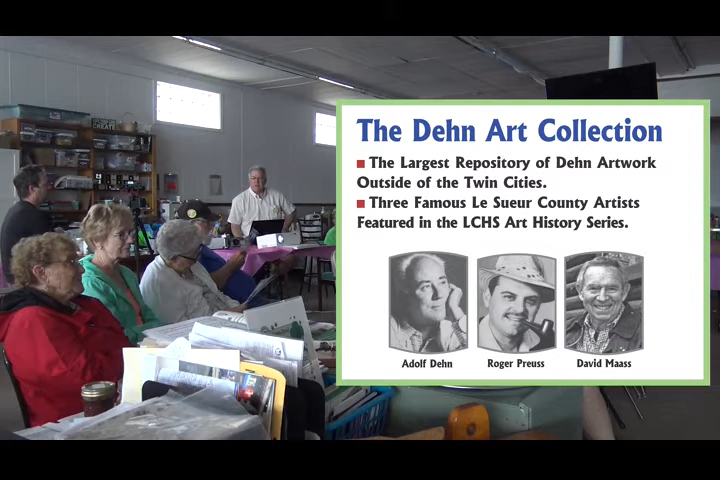 The Dehn Art Collection
The Largest Repository of Dehn Artwork
Outside of the Twin Cities.
Three Famous Le Sueur County Artists
Featured in the LCHS Art History Series.
Adolf Dehn
Roger Preuss
David Maass
CREATE